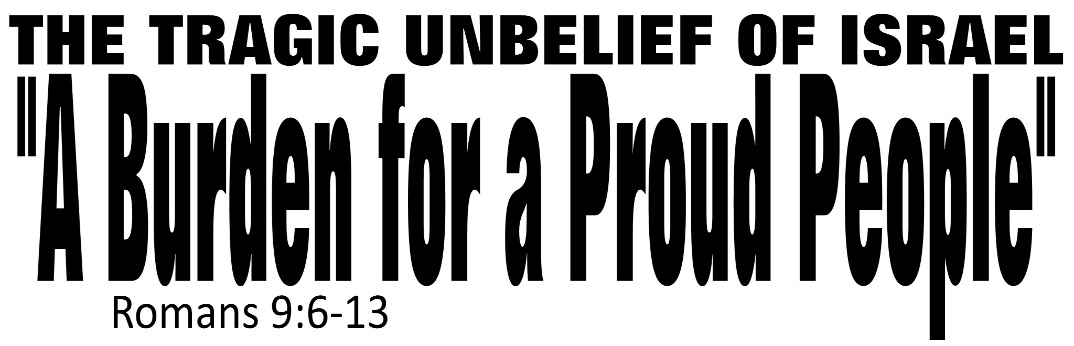 THE TRAGIC UNBELIEF OF ISRAEL
"A Burden for a Proud People"
Romans 9:6-13